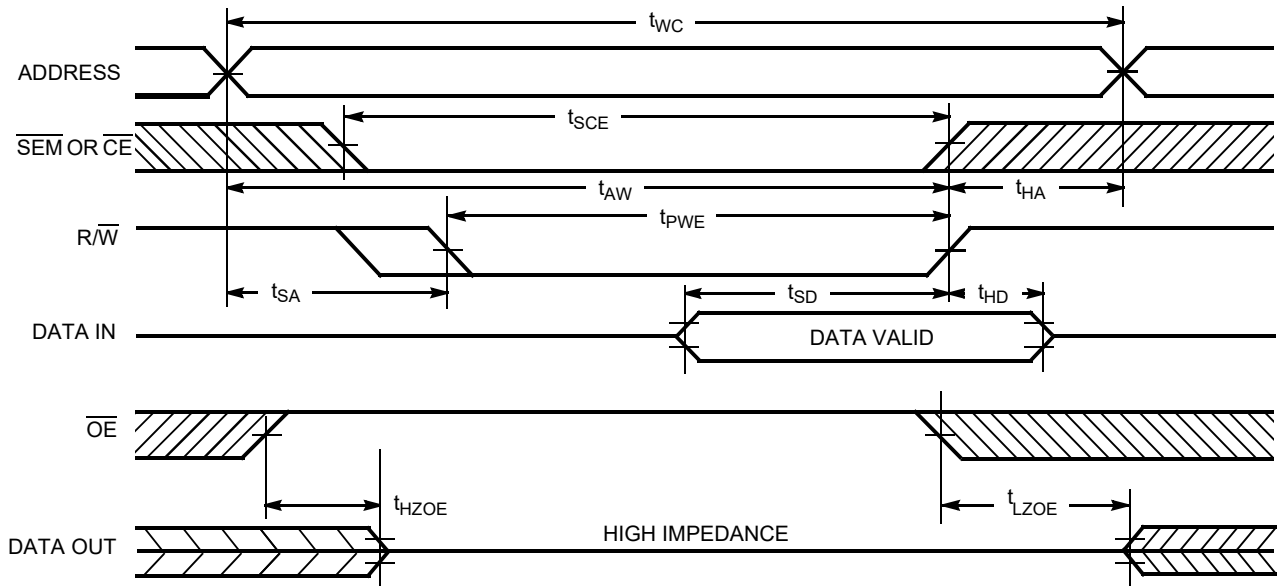 tWC
ADDRESS
tSCE
SEM OR CE
tAW
tHA
tPWE
R/W
tSA
tSD
tHD
DATA IN
DATA VALID
OE
tHZOE
tLZOE
HIGH IMPEDANCE
DATA OUT